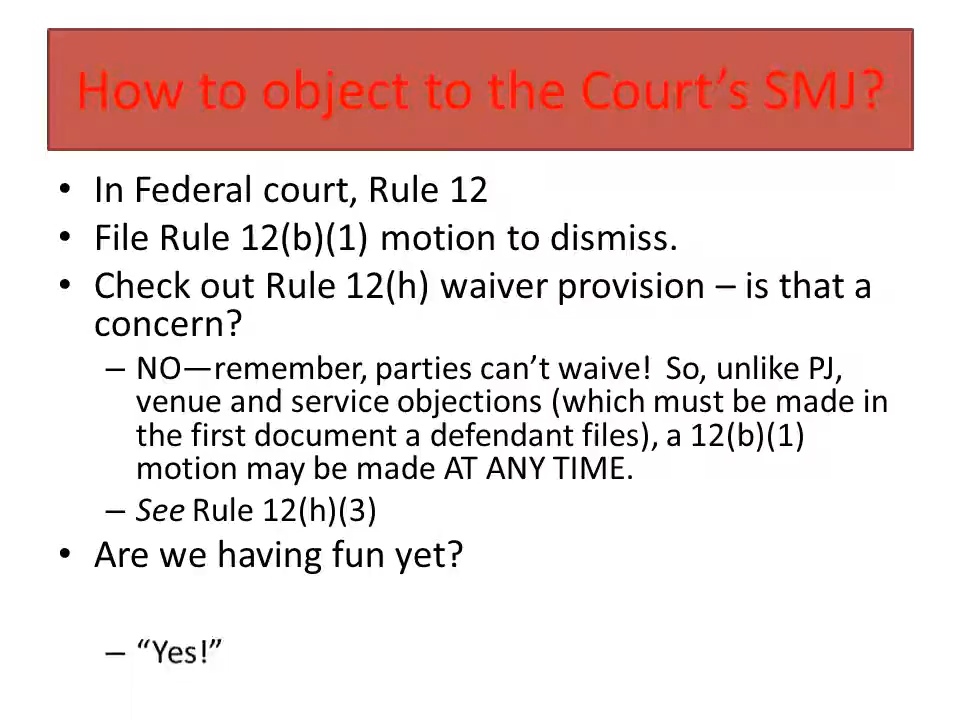 How to object to the Court’s SMJ?
• In Federal court, Rule 12
• File Rule 12(b)(1) motion to dismiss.
• Check out Rule 12(h) waiver provision – is that a
concern?
– NO—remember, parties can’t waive! So, unlike PJ,
venue and service objections (which must be made in
the first document a defendant files), a 12(b)(1)
motion may be made AT ANY TIME.
– See Rule 12(h)(3)
• Are we having fun yet?
– “Yes!”